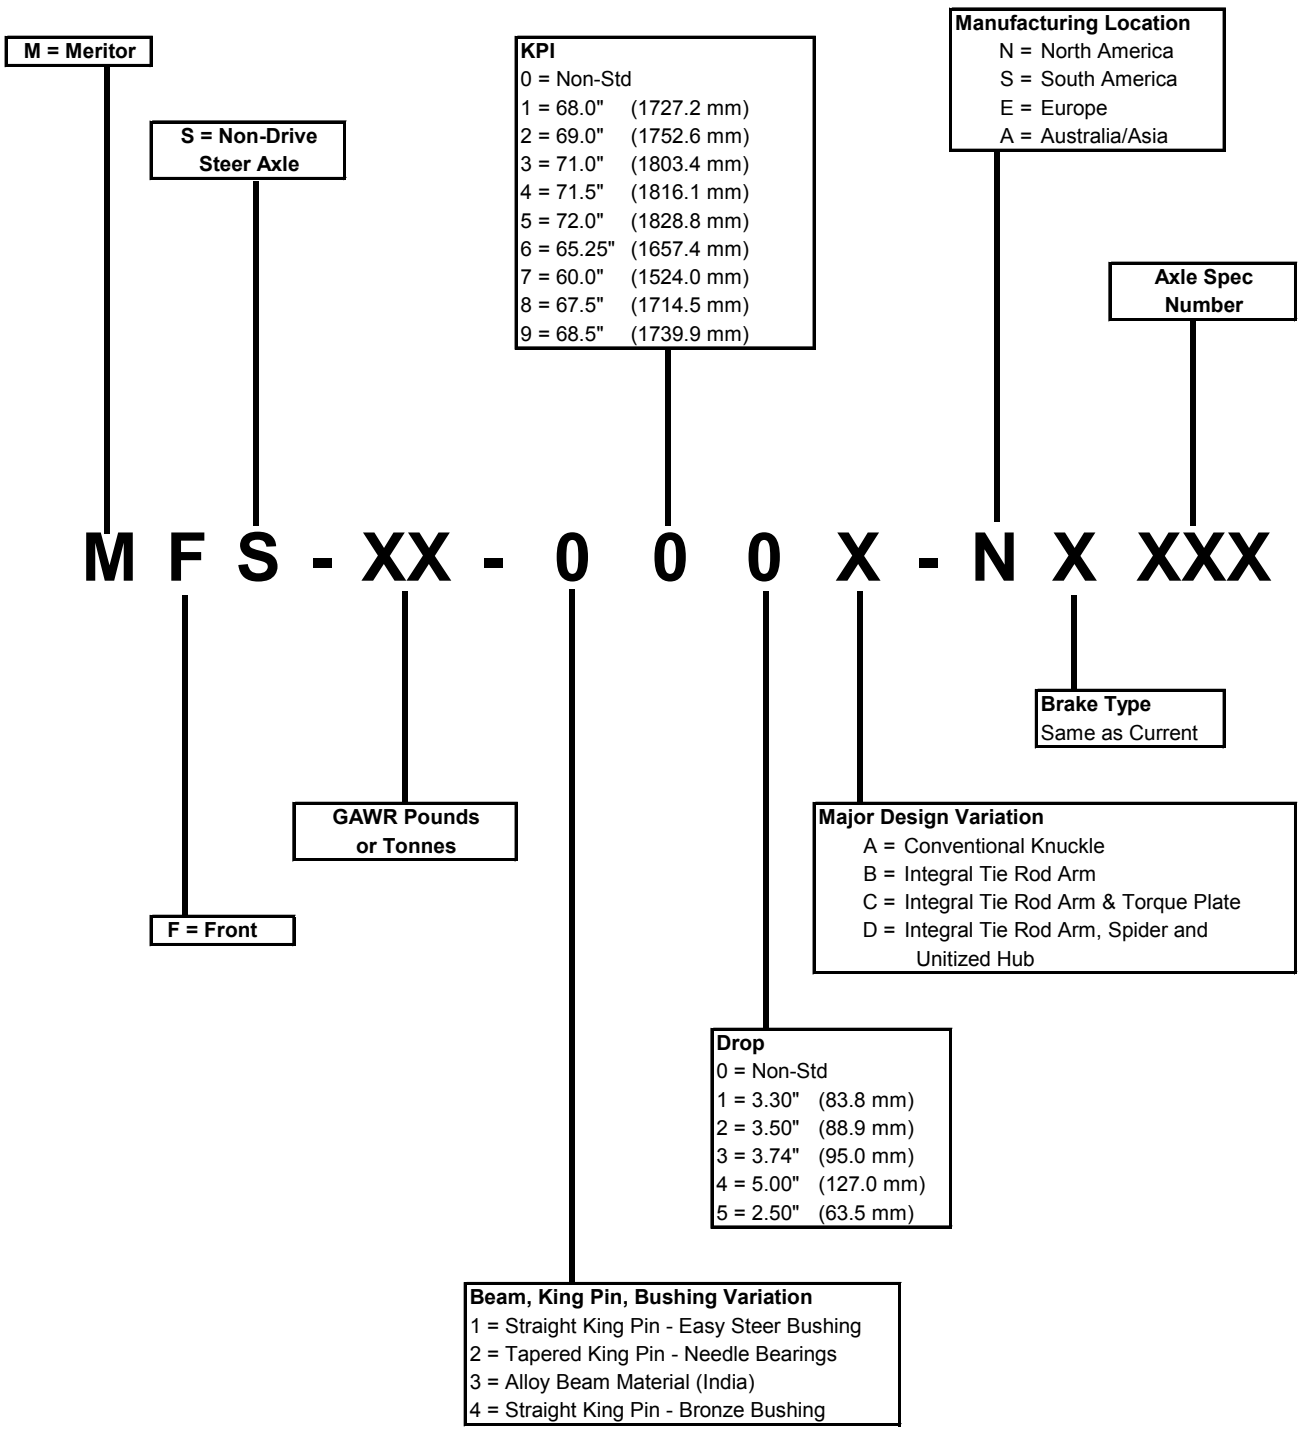 M = Meritor
S = Non-Drive
Steer Axle
KPI
0 = Non-Std
1 = 68.0" (1727.2 mm)
2 = 69.0" (1752.6 mm)
3 = 71.0" (1803.4 mm)
4 = 71.5" (1816.1 mm)
5 = 72.0" (1828.8 mm)
6 = 65.25" (1657.4 mm)
7 = 60.0" (1524.0 mm)
8 = 67.5" (1714.5 mm)
9 = 68.5" (1739.9 mm)
Manufacturing Location
N = North America
S = South America
E = Europe
A = Australia/Asia
Axle Spec
Number
M F S - XX - 0 0 0 X - N X XXX
Brake Type
Same as Current
GAWR Pounds
or Tonnes
Major Design Variation
A = Conventional Knuckle
B = Integral Tie Rod Arm
C = Integral Tie Rod Arm & Torque Plate
D = Integral Tie Rod Arm, Spider and
Unitized Hub
F = Front
Drop
0 = Non-Std
1 = 3.30" (83.8 mm)
2 = 3.50" (88.9 mm)
3 = 3.74" (95.0 mm)
4 = 5.00" (127.0 mm)
5 = 2.50" (63.5 mm)
Beam, King Pin, Bushing Variation
1 = Straight King Pin - Easy Steer Bushing
2 = Tapered King Pin - Needle Bearings
3 = Alloy Beam Material (India)
4 = Straight King Pin - Bronze Bushing